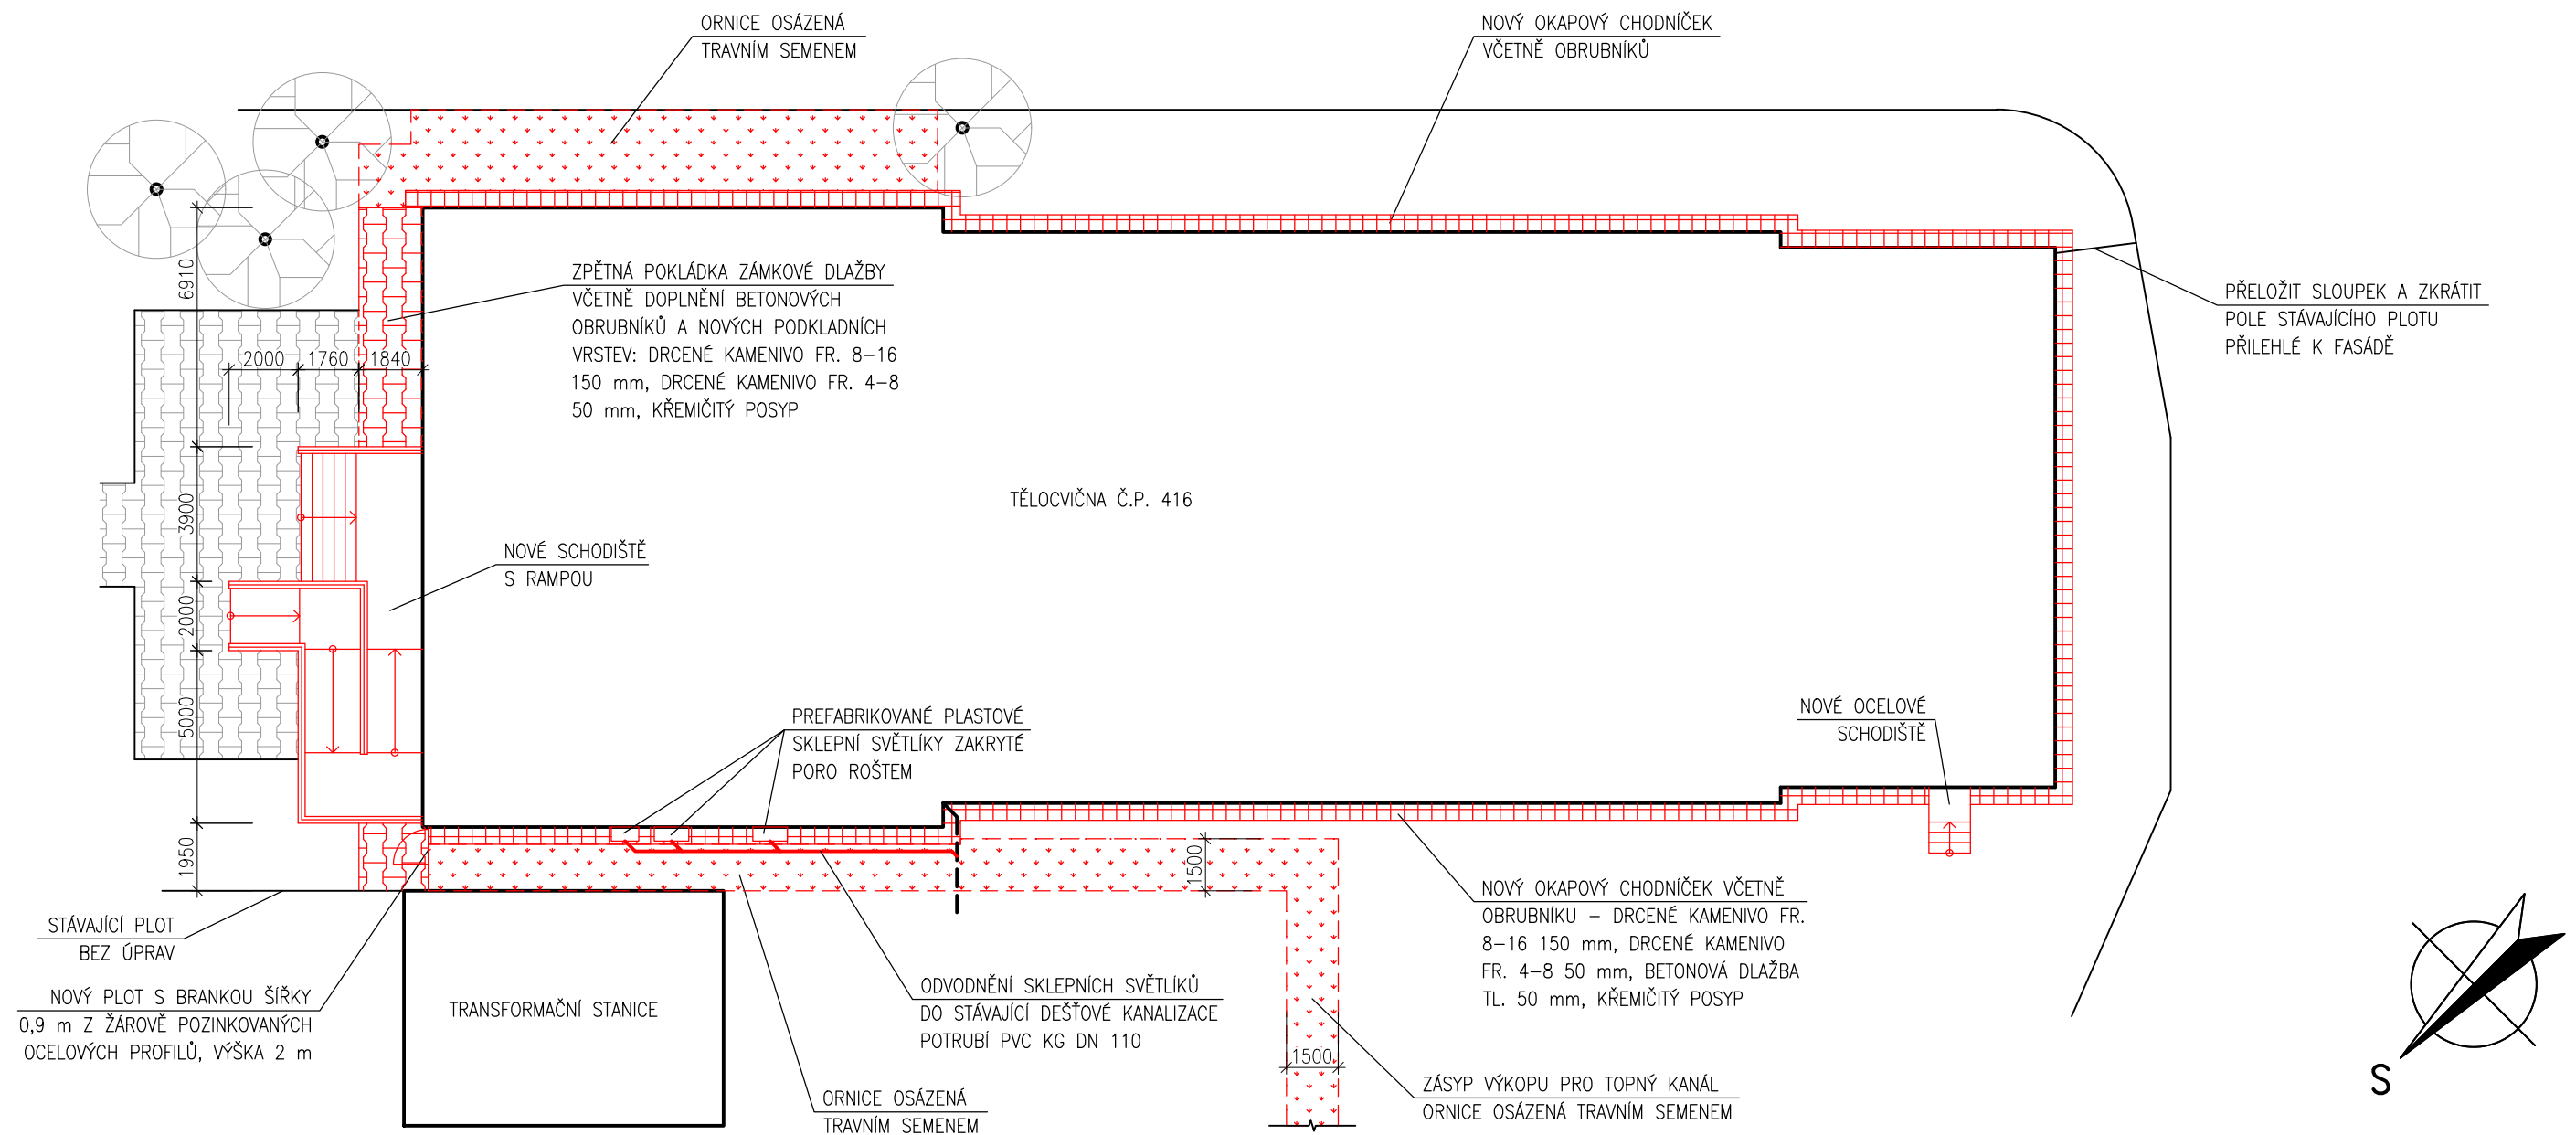 ORNICE OSÁZENÁ
TRAVNÍM SEMENEM
NOVÝ OKAPOVÝ CHODNÍČEK
VČETNĚ OBRUBNÍKŮ
ZPĚTNÁ POKLÁDKA ZÁMKOVÉ DLAŽBY
VČETNĚ DOPLNĚNÍ BETONOVÝCH
OBRUBNÍKŮ A NOVÝCH PODKLADNÍCH
VRSTEV: DRCENÉ KAMENIVO FR. 8-16
150 mm, DRCENÉ KAMENIVO FR. 4-8
50 mm, KŘEMIČITÝ POSYP
PŘELOŽIT SLOUPEK A ZKRÁTIT
POLE STÁVAJÍCÍHO PLOTU
PŘILEHLÉ K FASÁDĚ
6910
2000
1760
1840
3900
2000
5000
1950
TĚLOCVIČNA Č.P. 416
NOVÉ SCHODIŠTĚ
S RAMPOU
PREFABRIKOVANÉ PLASTOVÉ
SKLEPNÍ SVĚTLÍKY ZAKRYTÉ
PORO ROŠTEM
NOVÉ OCELOVÉ
SCHODIŠTĚ
1500
STÁVAJÍCÍ PLOT
BEZ ÚPRAV
NOVÝ PLOT S BRANKOU ŠÍŘKY
0,9 m Z ŽÁROVĚ POZINKOVANÝCH
OCELOVÝCH PROFILŮ, VÝŠKA 2 m
TRANSFORMAČNÍ STANICE
ODVODNĚNÍ SKLEPNÍCH SVĚTLÍKŮ
DO STÁVAJÍCÍ DEŠŤOVÉ KANALIZACE
POTRUBÍ PVC KG DN 110
NOVÝ OKAPOVÝ CHODNÍČEK VČETNĚ
OBRUBNÍKU - DRCENÉ KAMENIVO FR.
8-16 150 mm, DRCENÉ KAMENIVO
FR. 4-8 50 mm, BETONOVÁ DLAŽBA
TL. 50 mm, KŘEMIČITÝ POSYP
1500
ORNICE OSÁZENÁ
TRAVNÍM SEMENEM
ZÁSYP VÝKOPU PRO TOPNÝ KANÁL
ORNICE OSÁZENÁ TRAVNÍM SEMENEM
S